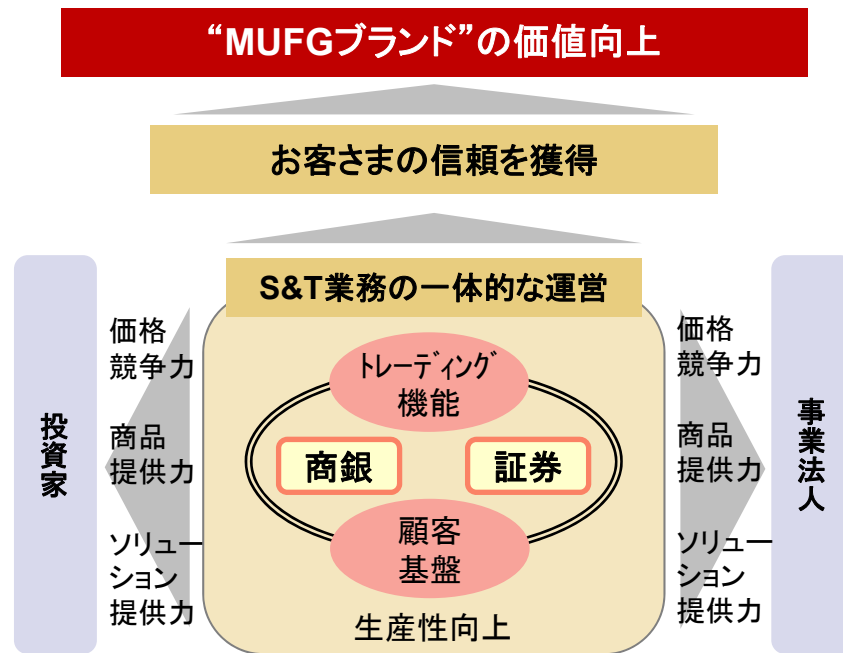 “MUFGブランド”の価値向上
お客さまの信頼を獲得
S&T業務の一体的な運営
投資家
価格
競争力
商品
提供力
ソリュー
ション
提供力
トレーディング
機能
商銀
証券
顧客
基盤
生産性向上
価格
競争力
商品
提供力
ソリュー
ション
提供力
事業法人